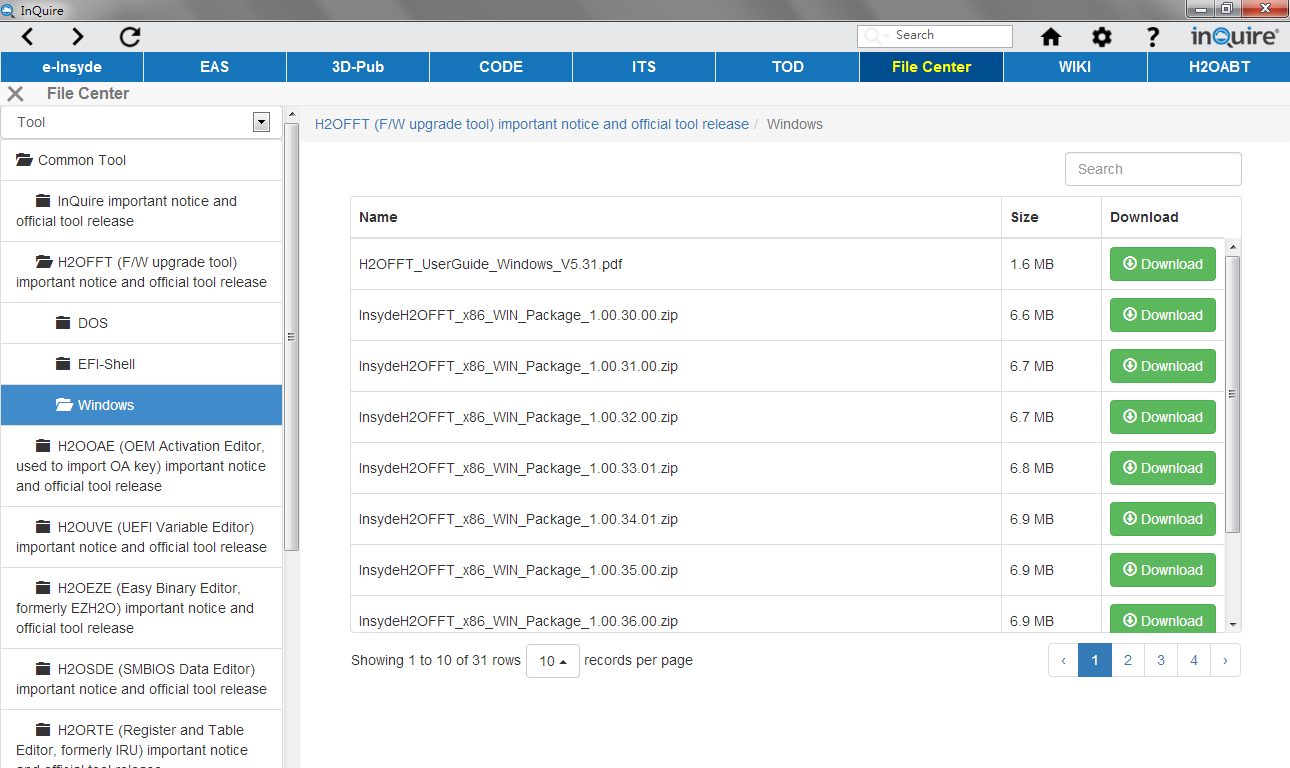 InQuire
Search
inQuire®
e-Insyde
EAS
3D-Pub
CODE
ITS
TOD
File Center
WIKI
H2OABT
File Center
Tool
Common Tool
InQuire important notice and
official tool release
H2OFFT (F/W upgrade tool)
important notice and official tool release
DOS
EFI-Shell
Windows
H2OOAE (OEM Activation Editor,
used to import OA key) important notice
and official tool release
H2OUVE (UEFI Variable Editor)
important notice and official tool release
H2OEZE (Easy Binary Editor,
formerly EZH2O) important notice and
official tool release
H2OSDE (SMBIOS Data Editor)
important notice and official tool release
H2ORTE (Register and Table
Editor, formerly IRU) important notice
and official tool release
H2OFFT (F/W upgrade tool) important notice and official tool release / Windows
Search
Name Size Download
H2OFFT_UserGuide_Windows_V5.31.pdf 1.6 MB Download
InsydeH2OFFT_x86_WIN_Package_1.00.30.00.zip 6.6 MB Download
InsydeH2OFFT_x86_WIN_Package_1.00.31.00.zip 6.7 MB Download
InsydeH2OFFT_x86_WIN_Package_1.00.32.00.zip 6.7 MB Download
InsydeH2OFFT_x86_WIN_Package_1.00.33.01.zip 6.8 MB Download
InsydeH2OFFT_x86_WIN_Package_1.00.34.01.zip 6.9 MB Download
InsydeH2OFFT_x86_WIN_Package_1.00.35.00.zip 6.9 MB Download
InsydeH2OFFT_x86_WIN_Package_1.00.36.00.zip 6.9 MB Download
Showing 1 to 10 of 31 rows 10 records per page
‹ 1 2 3 4 ›